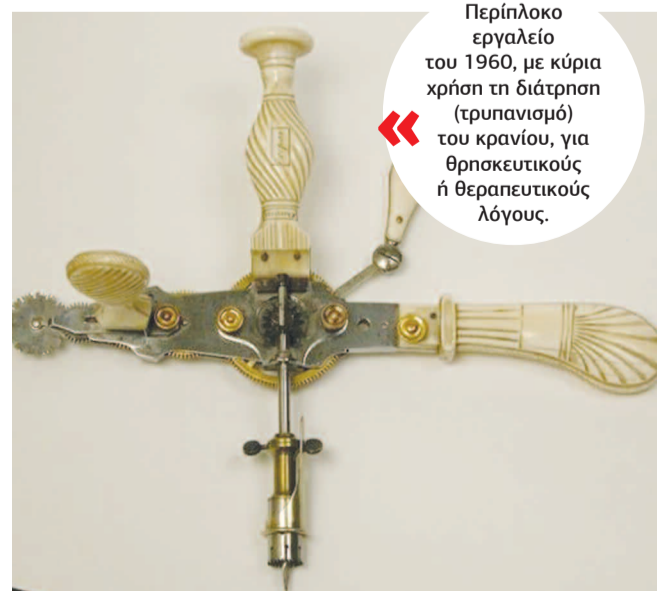 Περίπλοκο
εργαλείο
του 1960, με κύρια
χρήση τη διάτρηση
(τρυπανισμό)
του κρανίου, για
θρησκευτικούς
ή θεραπευτικούς
λόγους.